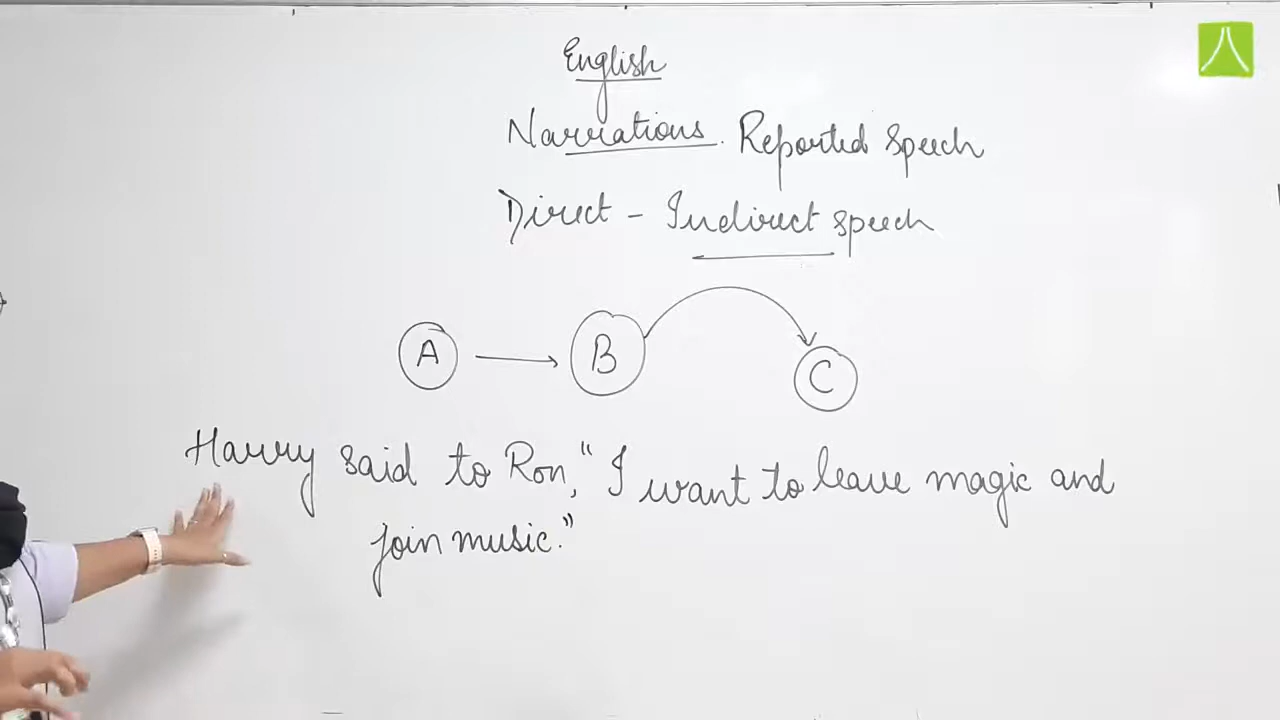 English
Narrations. Reported speech
Direct - Indirect speech
A
B
C
Harry said to Ron, "I want to leave magic and
join music."